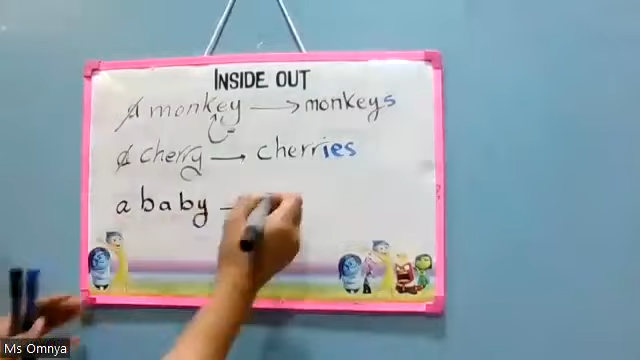 INSIDE OUT
a monkey → monkeys
a cherry → cherries
a baby
Ms Omnya